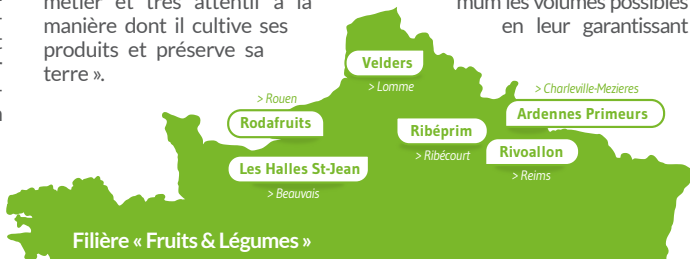 métier et très attentif à la
manière dont il cultive ses
produits et préserve sa
terre ».
mum les volumes possibles
en leur garantissant
Velders
> Lomme
> Rouen
Rodafruits
> Charleville-Mezieres
Ardennes Primeurs
Ribéprim
> Ribécourt
Rivoallon
> Reims
Les Halles St-Jean
> Beauvais
Filière « Fruits & Légumes »